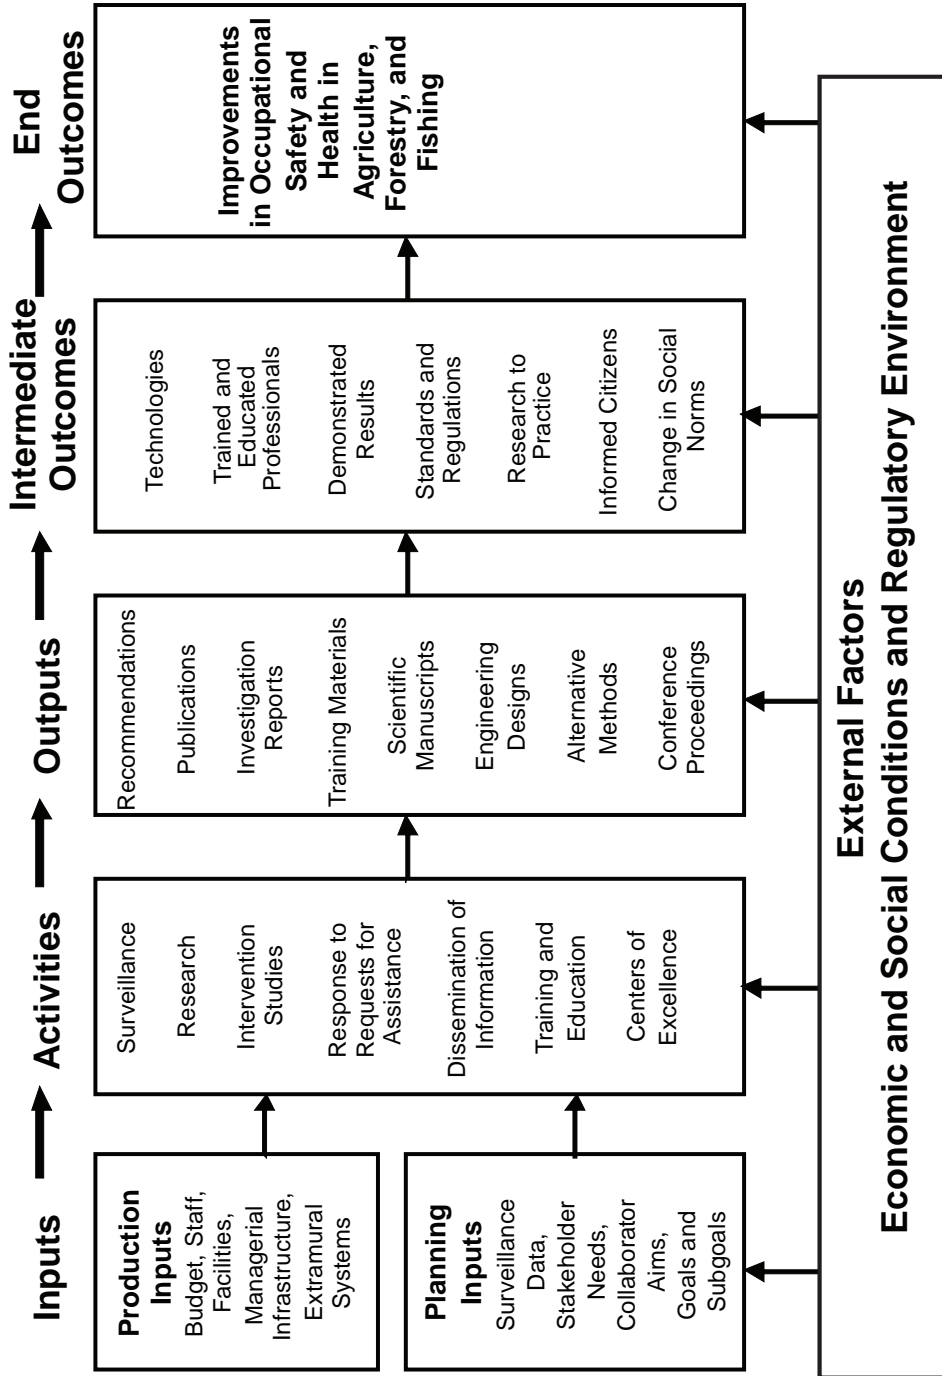 Inputs
Activities
Outputs
Intermediate
Outcomes
End
Outcomes
Production
Inputs
Budget, Staff,
Facilities,
Managerial
Infrastructure,
Extramural
Systems
Planning
Inputs
Surveillance
Data,
Stakeholder
Needs,
Collaborator
Aims,
Goals and
Subgoals
Surveillance
Research
Intervention
Studies
Response to
Requests for
Assistance
Dissemination of
Information
Training and
Education
Centers of
Excellence
Recommendations
Publications
Investigation
Reports
Training Materials
Scientific
Manuscripts
Engineering
Designs
Alternative
Methods
Conference
Proceedings
Technologies
Trained and
Educated
Professionals
Demonstrated
Results
Standards and
Regulations
Research to
Practice
Informed Citizens
Change in Social
Norms
Improvements
in Occupational
Safety and
Health in
Agriculture,
Forestry, and
Fishing
External Factors
Economic and Social Conditions and Regulatory Environment